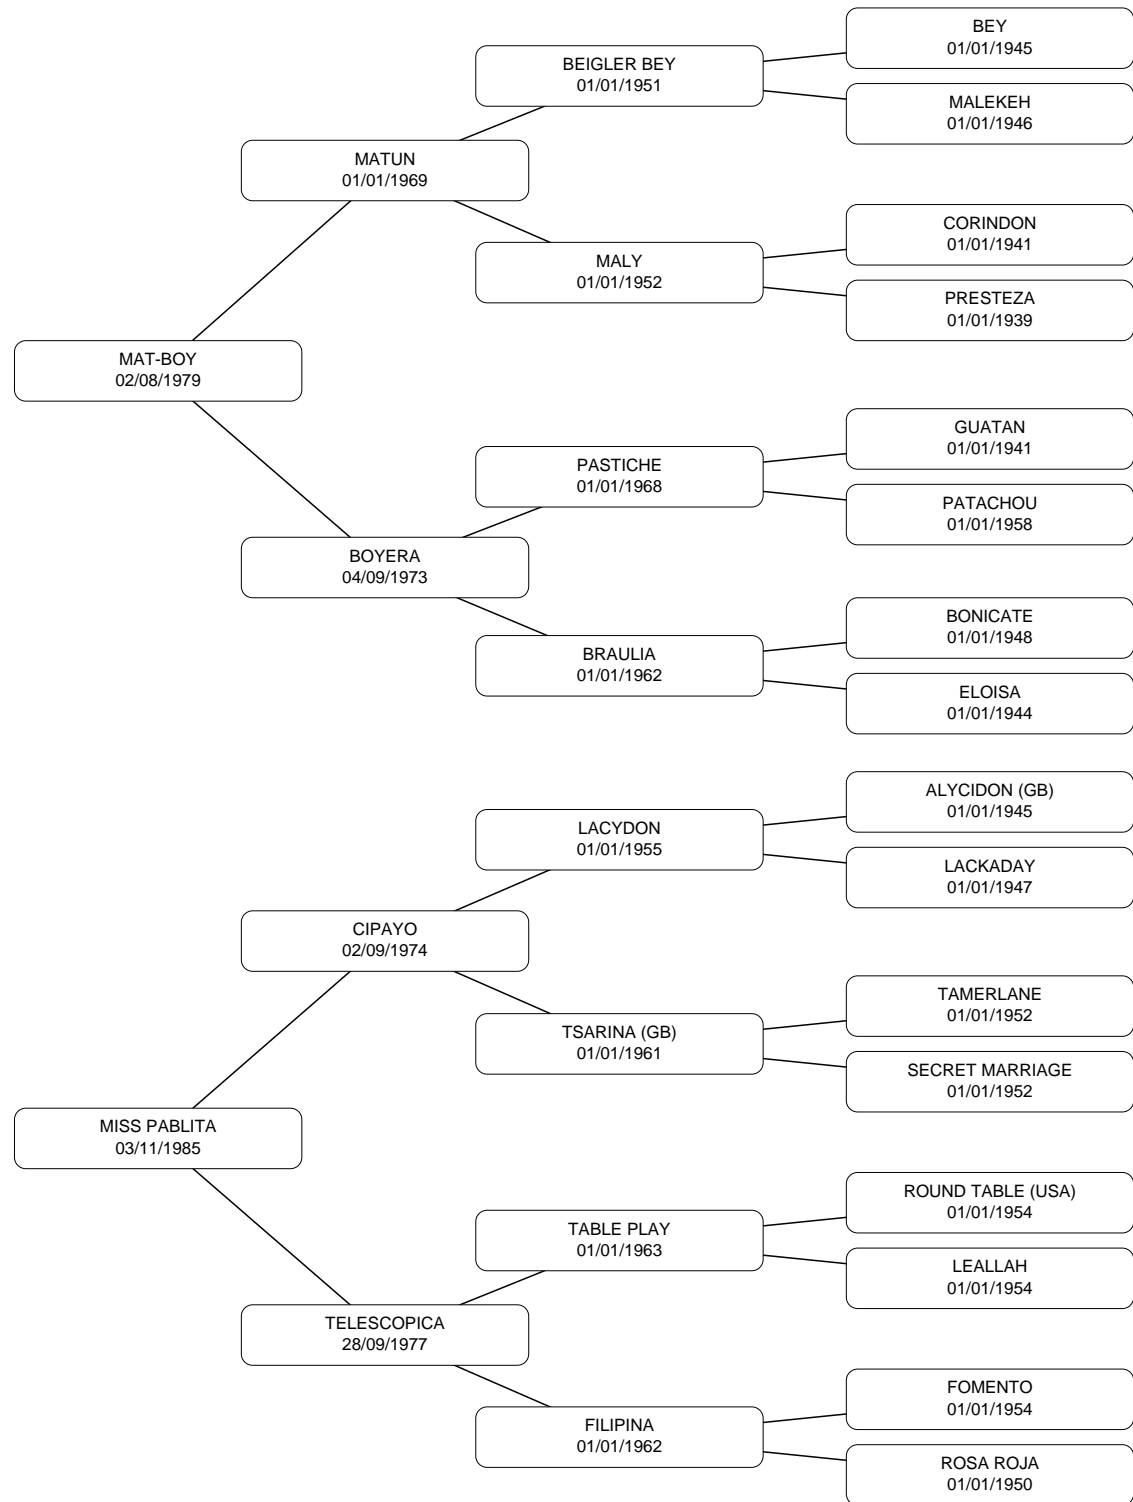 BEY
01/01/1945
BEIGLER BEY
01/01/1951
MALEKEH
01/01/1946
MATUN
01/01/1969
CORINDON
01/01/1941
MALY
01/01/1952
PRESTEZA
01/01/1939
MAT-BOY
02/08/1979
GUATAN
01/01/1941
PASTICHE
01/01/1968
PATACHOU
01/01/1958
BOYERA
04/09/1973
BONICATE
01/01/1948
BRAULIA
01/01/1962
ELOISA
01/01/1944
ALYCIDON (GB)
01/01/1945
LACYDON
01/01/1955
LACKADAY
01/01/1947
CIPAYO
02/09/1974
TAMERLANE
01/01/1952
TSARINA (GB)
01/01/1961
SECRET MARRIAGE
01/01/1952
MISS PABLITA
03/11/1985
ROUND TABLE (USA)
01/01/1954
TABLE PLAY
01/01/1963
LEALLAH
01/01/1954
TELESCOPICA
28/09/1977
FOMENTO
01/01/1954
FILIPINA
01/01/1962
ROSA ROJA
01/01/1950